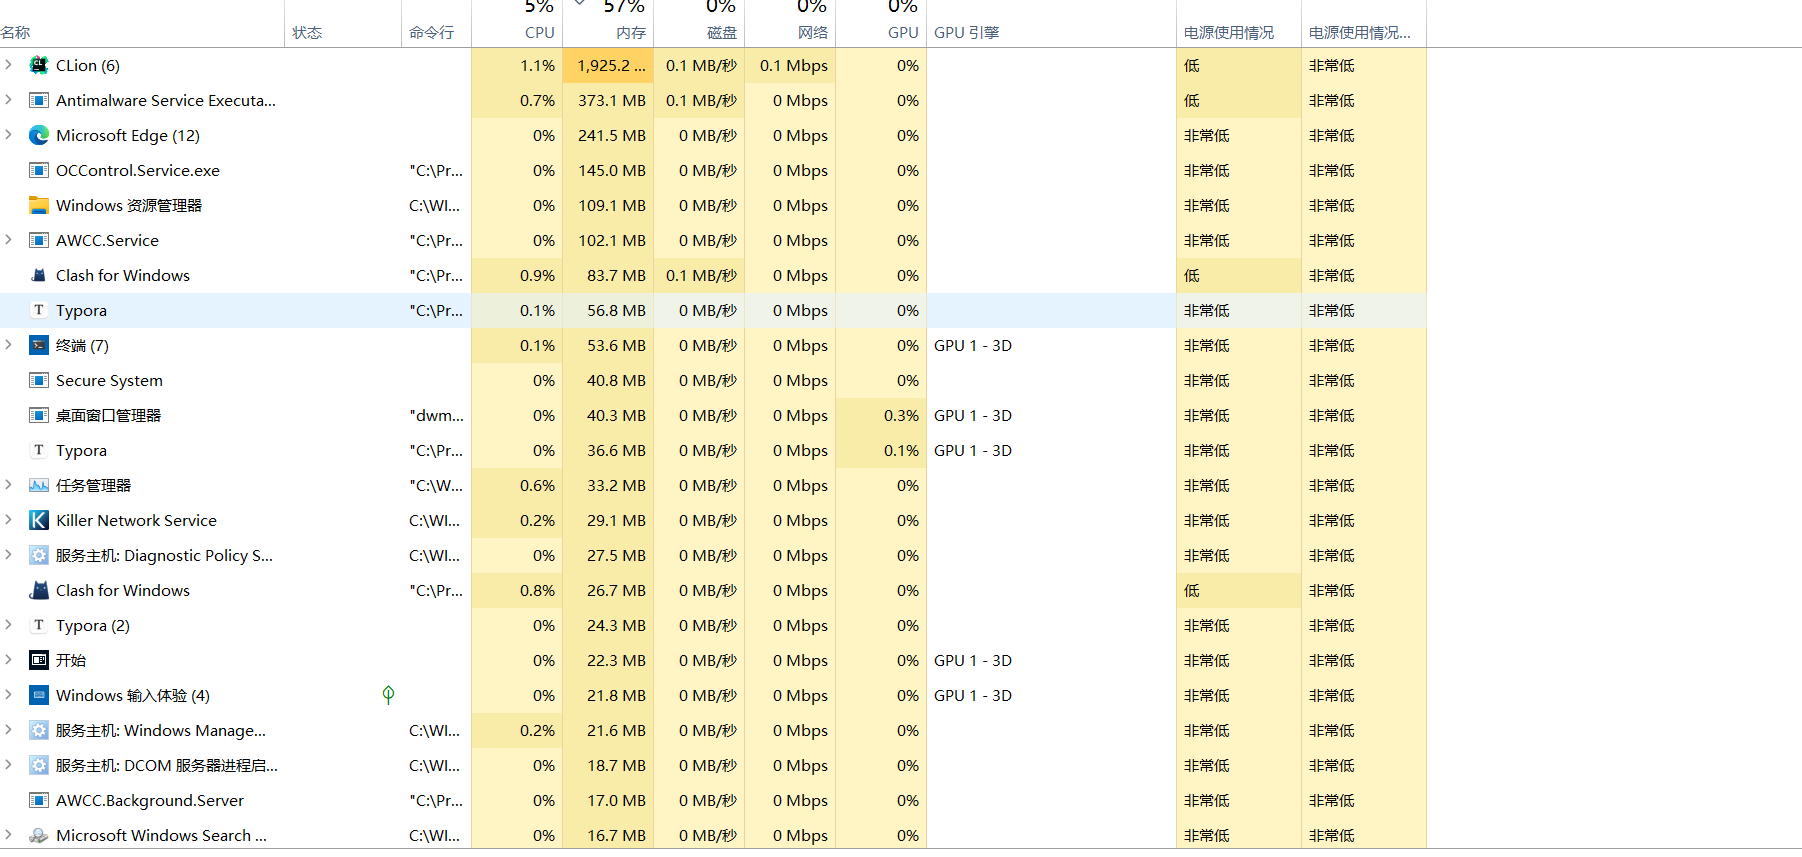 5% 57% 0% 0% 0%
名称 状态 命令行 CPU 内存 磁盘 网络 GPU GPU 引擎 电源使用情况 电源使用情况...
CLion (6) 1.1% 1,925.2 ... 0.1 MB/秒 0.1 Mbps 0% 低 非常低
Antimalware Service Executa... 0.7% 373.1 MB 0.1 MB/秒 0 Mbps 0% 低 非常低
Microsoft Edge (12) 0% 241.5 MB 0 MB/秒 0 Mbps 0% 非常低 非常低
OCControl.Service.exe "C:\Pr... 0% 145.0 MB 0 MB/秒 0 Mbps 0% 非常低 非常低
Windows 资源管理器 C:\WI... 0% 109.1 MB 0 MB/秒 0 Mbps 0% 非常低 非常低
AWCC.Service "C:\Pr... 0% 102.1 MB 0 MB/秒 0 Mbps 0% 非常低 非常低
Clash for Windows "C:\Pr... 0.9% 83.7 MB 0.1 MB/秒 0 Mbps 0% 低 非常低
Typora "C:\Pr... 0.1% 56.8 MB 0 MB/秒 0 Mbps 0% 非常低 非常低
终端 (7) 0.1% 53.6 MB 0 MB/秒 0 Mbps 0% GPU 1 - 3D 非常低 非常低
Secure System 0% 40.8 MB 0 MB/秒 0 Mbps 0% 非常低 非常低
桌面窗口管理器 "dwm... 0% 40.3 MB 0 MB/秒 0 Mbps 0.3% GPU 1 - 3D 非常低 非常低
Typora "C:\Pr... 0% 36.6 MB 0 MB/秒 0 Mbps 0.1% GPU 1 - 3D 非常低 非常低
任务管理器 "C:\W... 0.6% 33.2 MB 0 MB/秒 0 Mbps 0% 非常低 非常低
Killer Network Service C:\WI... 0.2% 29.1 MB 0 MB/秒 0 Mbps 0% 非常低 非常低
服务主机: Diagnostic Policy S... C:\WI... 0% 27.5 MB 0 MB/秒 0 Mbps 0% 非常低 非常低
Clash for Windows "C:\Pr... 0.8% 26.7 MB 0 MB/秒 0 Mbps 0% 低 非常低
Typora (2) 0% 24.3 MB 0 MB/秒 0 Mbps 0% 非常低 非常低
开始 0% 22.3 MB 0 MB/秒 0 Mbps 0% GPU 1 - 3D 非常低 非常低
Windows 输入体验 (4) 0% 21.8 MB 0 MB/秒 0 Mbps 0% GPU 1 - 3D 非常低 非常低
服务主机: Windows Manage... C:\WI... 0.2% 21.6 MB 0 MB/秒 0 Mbps 0% 非常低 非常低
服务主机: DCOM 服务器进程启... C:\WI... 0% 18.7 MB 0 MB/秒 0 Mbps 0% 非常低 非常低
AWCC.Background.Server "C:\Pr... 0% 17.0 MB 0 MB/秒 0 Mbps 0% 非常低 非常低
Microsoft Windows Search ... C:\WI... 0% 16.7 MB 0 MB/秒 0 Mbps 0% 非常低 非常低